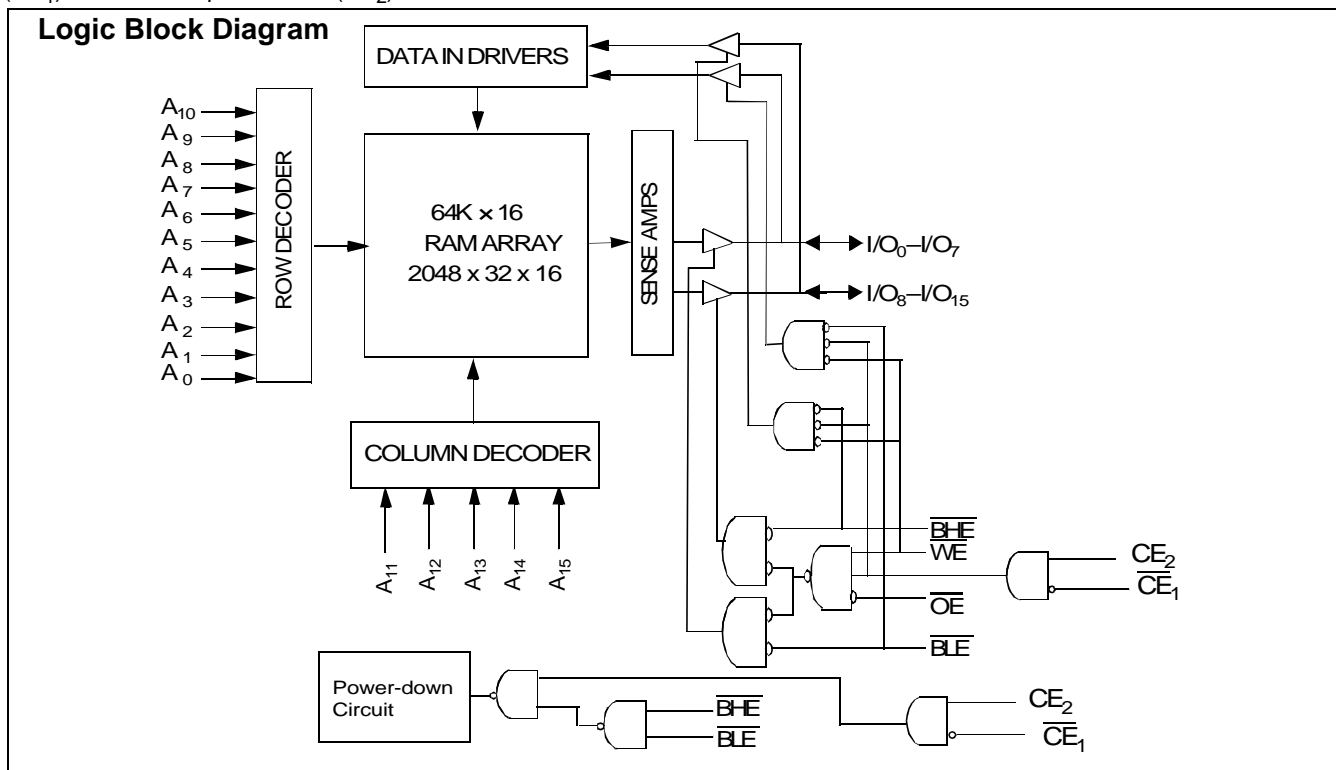 Logic Block Diagram
DATA IN DRIVERS
A10
A9
A8
A7
A6
A5
A4
A3
A2
A1
A0
ROW DECODER
64K x 16
RAM ARRAY
2048 x 32 x 16
SENSE AMPS
I/O0–I/O7
I/O8–I/O15
COLUMN DECODER
A11
A12
A13
A14
A15
BHE
WE
CE2
CE1
OE
BLE
Power-down
Circuit
BHE
BLE
CE2
CE1